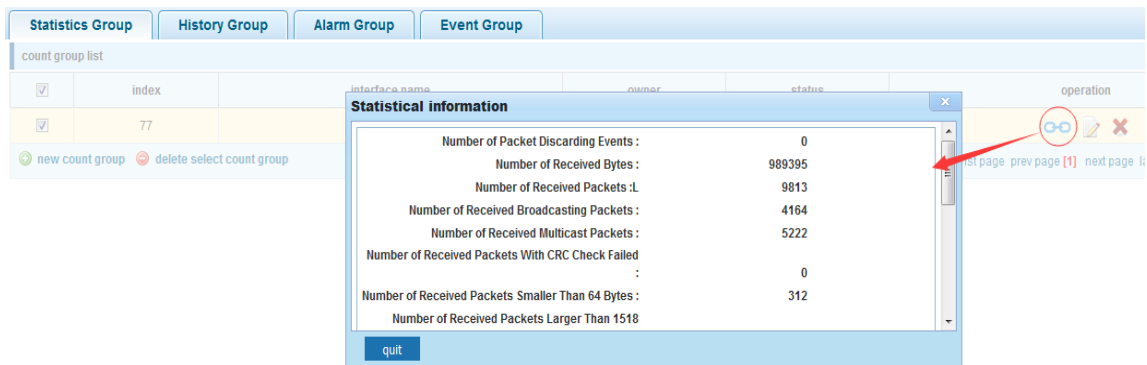 Statistics Group History Group Alarm Group Event Group
count group list
index interface name owner status operation
Statistical information
77
Number of Packet Discarding Events : 0
Number of Received Bytes : 989395
Number of Received Packets :L 9813
Number of Received Broadcasting Packets : 4164
Number of Received Multicast Packets : 5222
Number of Received Packets With CRC Check Failed
: 0
Number of Received Packets Smaller Than 64 Bytes : 312
Number of Received Packets Larger Than 1518
new count group delete select count group page prev page [1] next page
quit